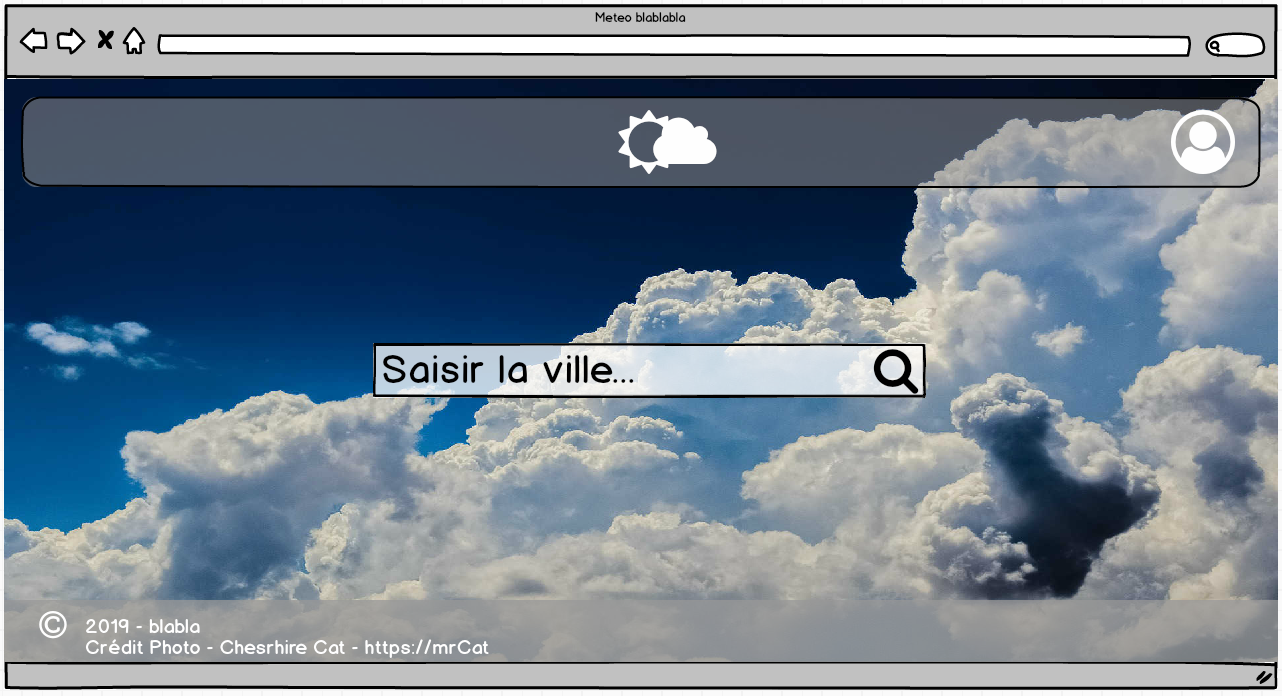 Meteo blablabla
Saisir la ville...
© 2019 - blabla
Crédit Photo - Chesrhire Cat - https://mrCat